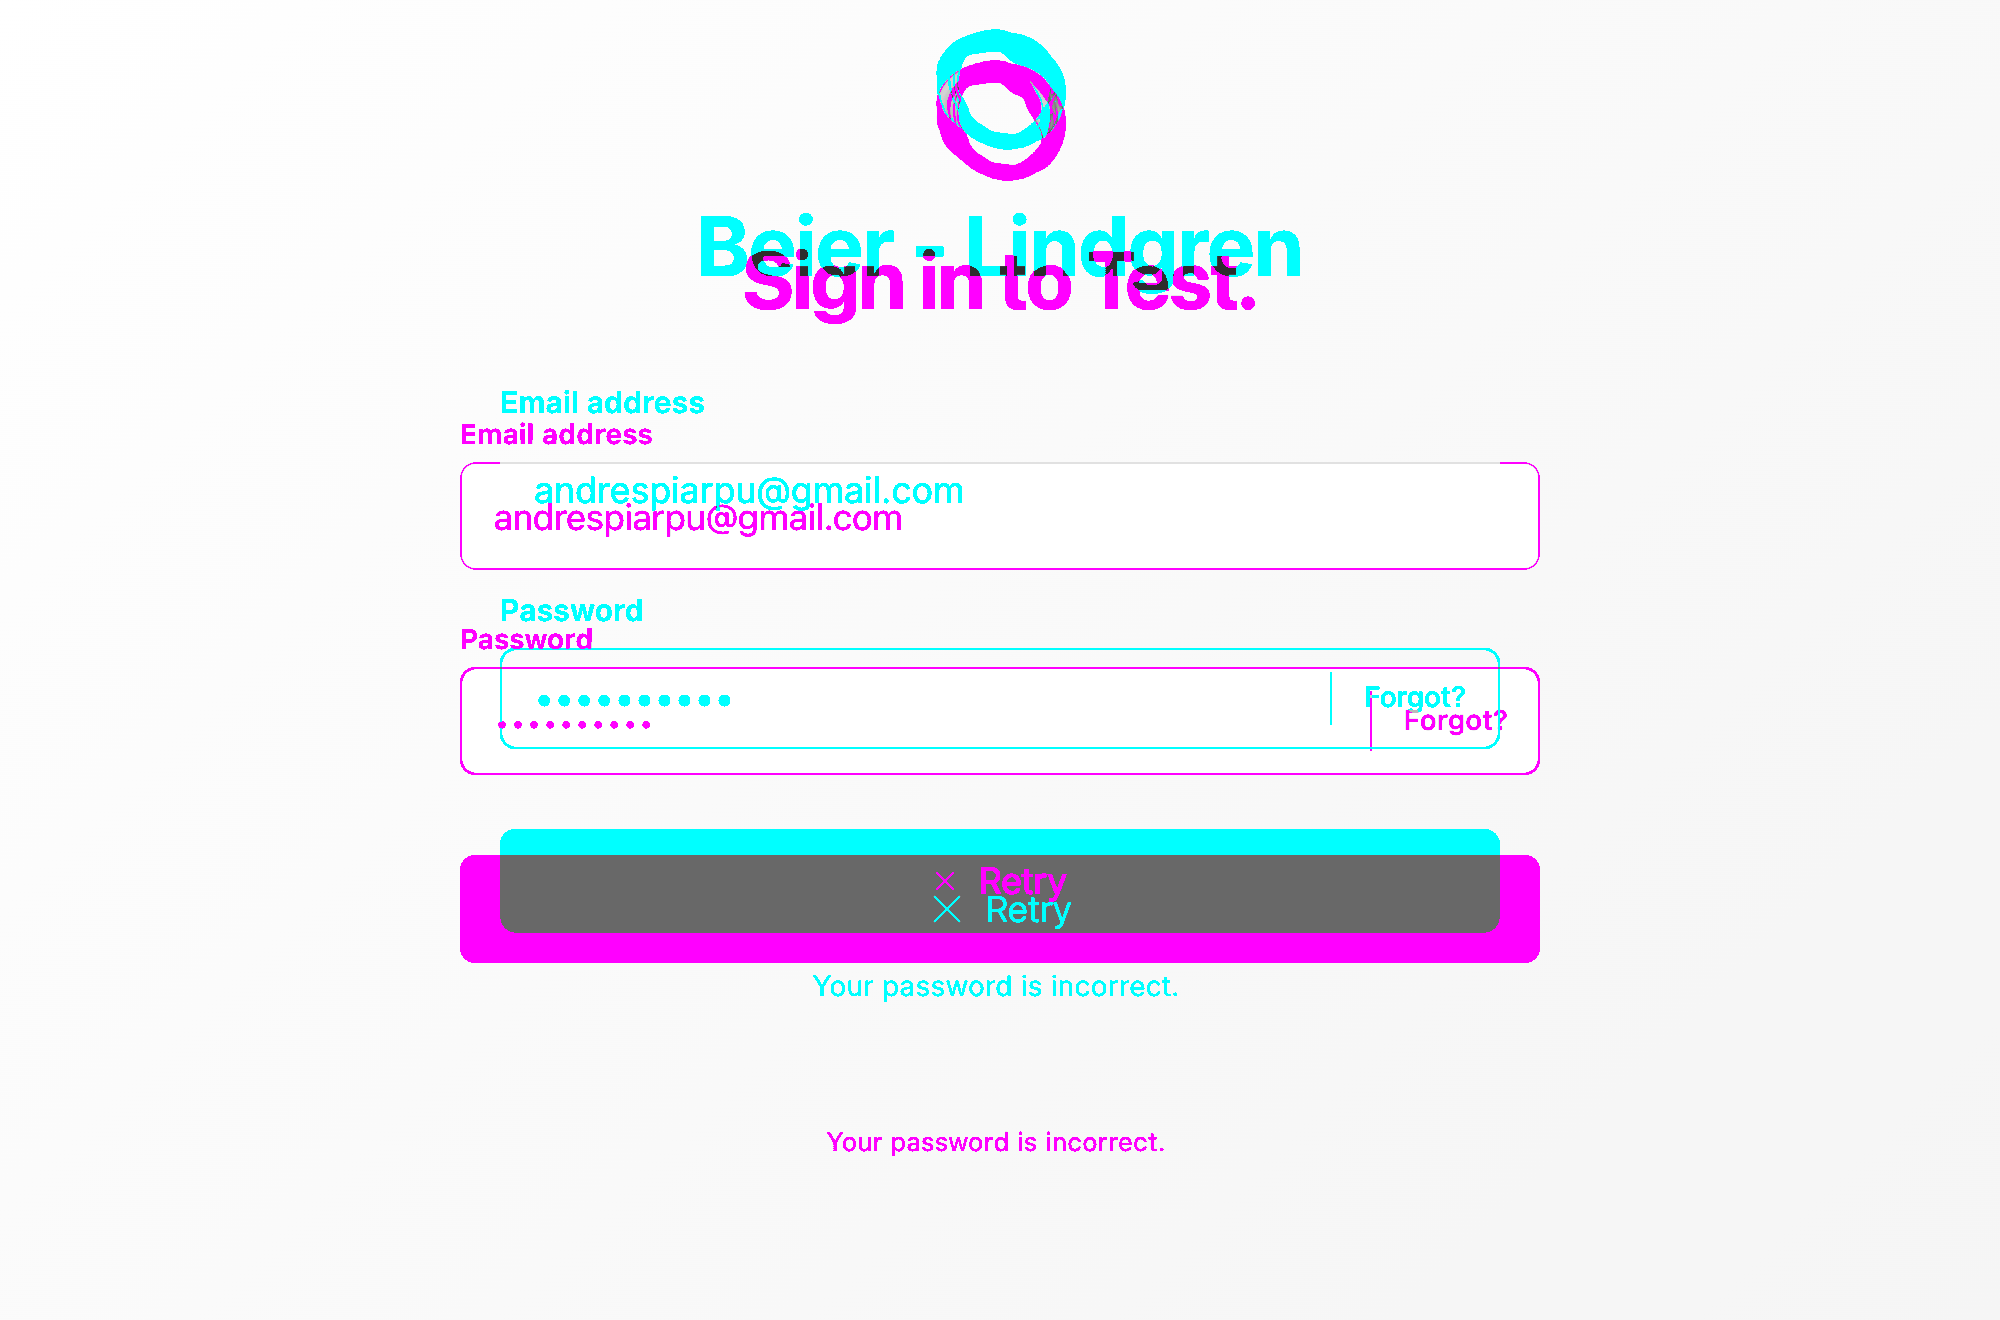 Beier - Lindgren
Sign in to Test.
Email address
Email address
andrespiarpu@gmail.com
andrespiarpu@gmail.com
Password
Password
Forgot?
Forgot?
Retry
Retry
Your password is incorrect.
Your password is incorrect.